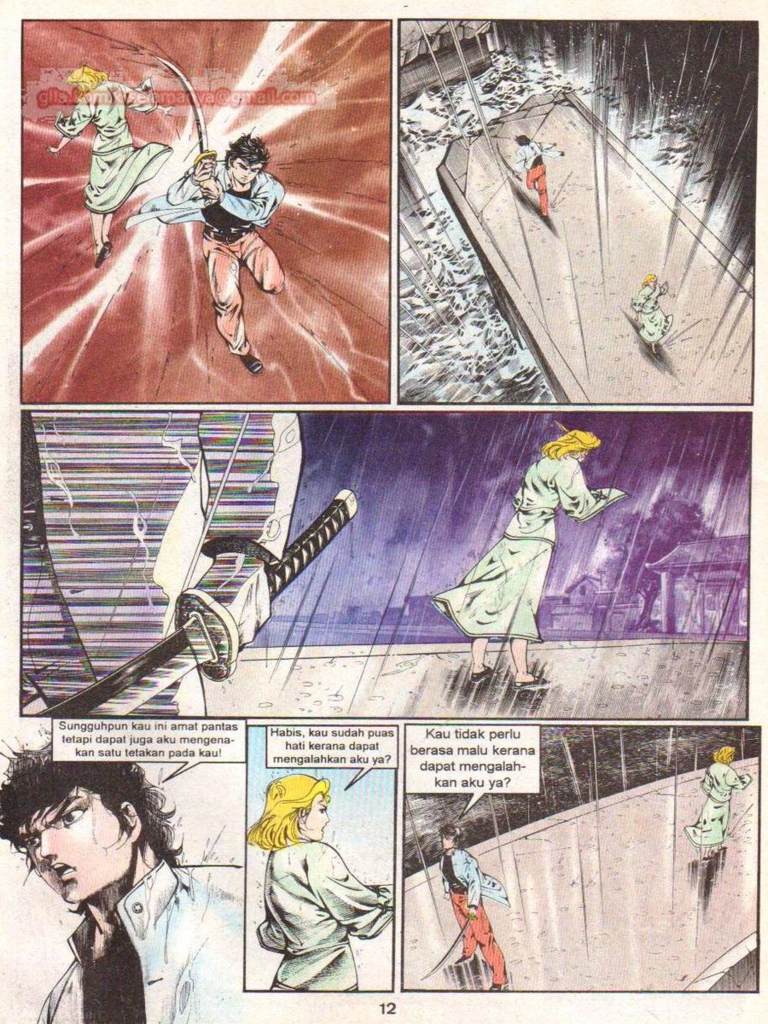 Sungguhpun kau ini amat pantas
tetapi dapat juga aku mengena-
kan satu tetakan pada kau!
Habis, kau sudah puas
hati kerana dapat
mengalahkan aku ya?
Kau tidak perlu
berasa malu kerana
dapat mengalah-
kan aku ya?
12